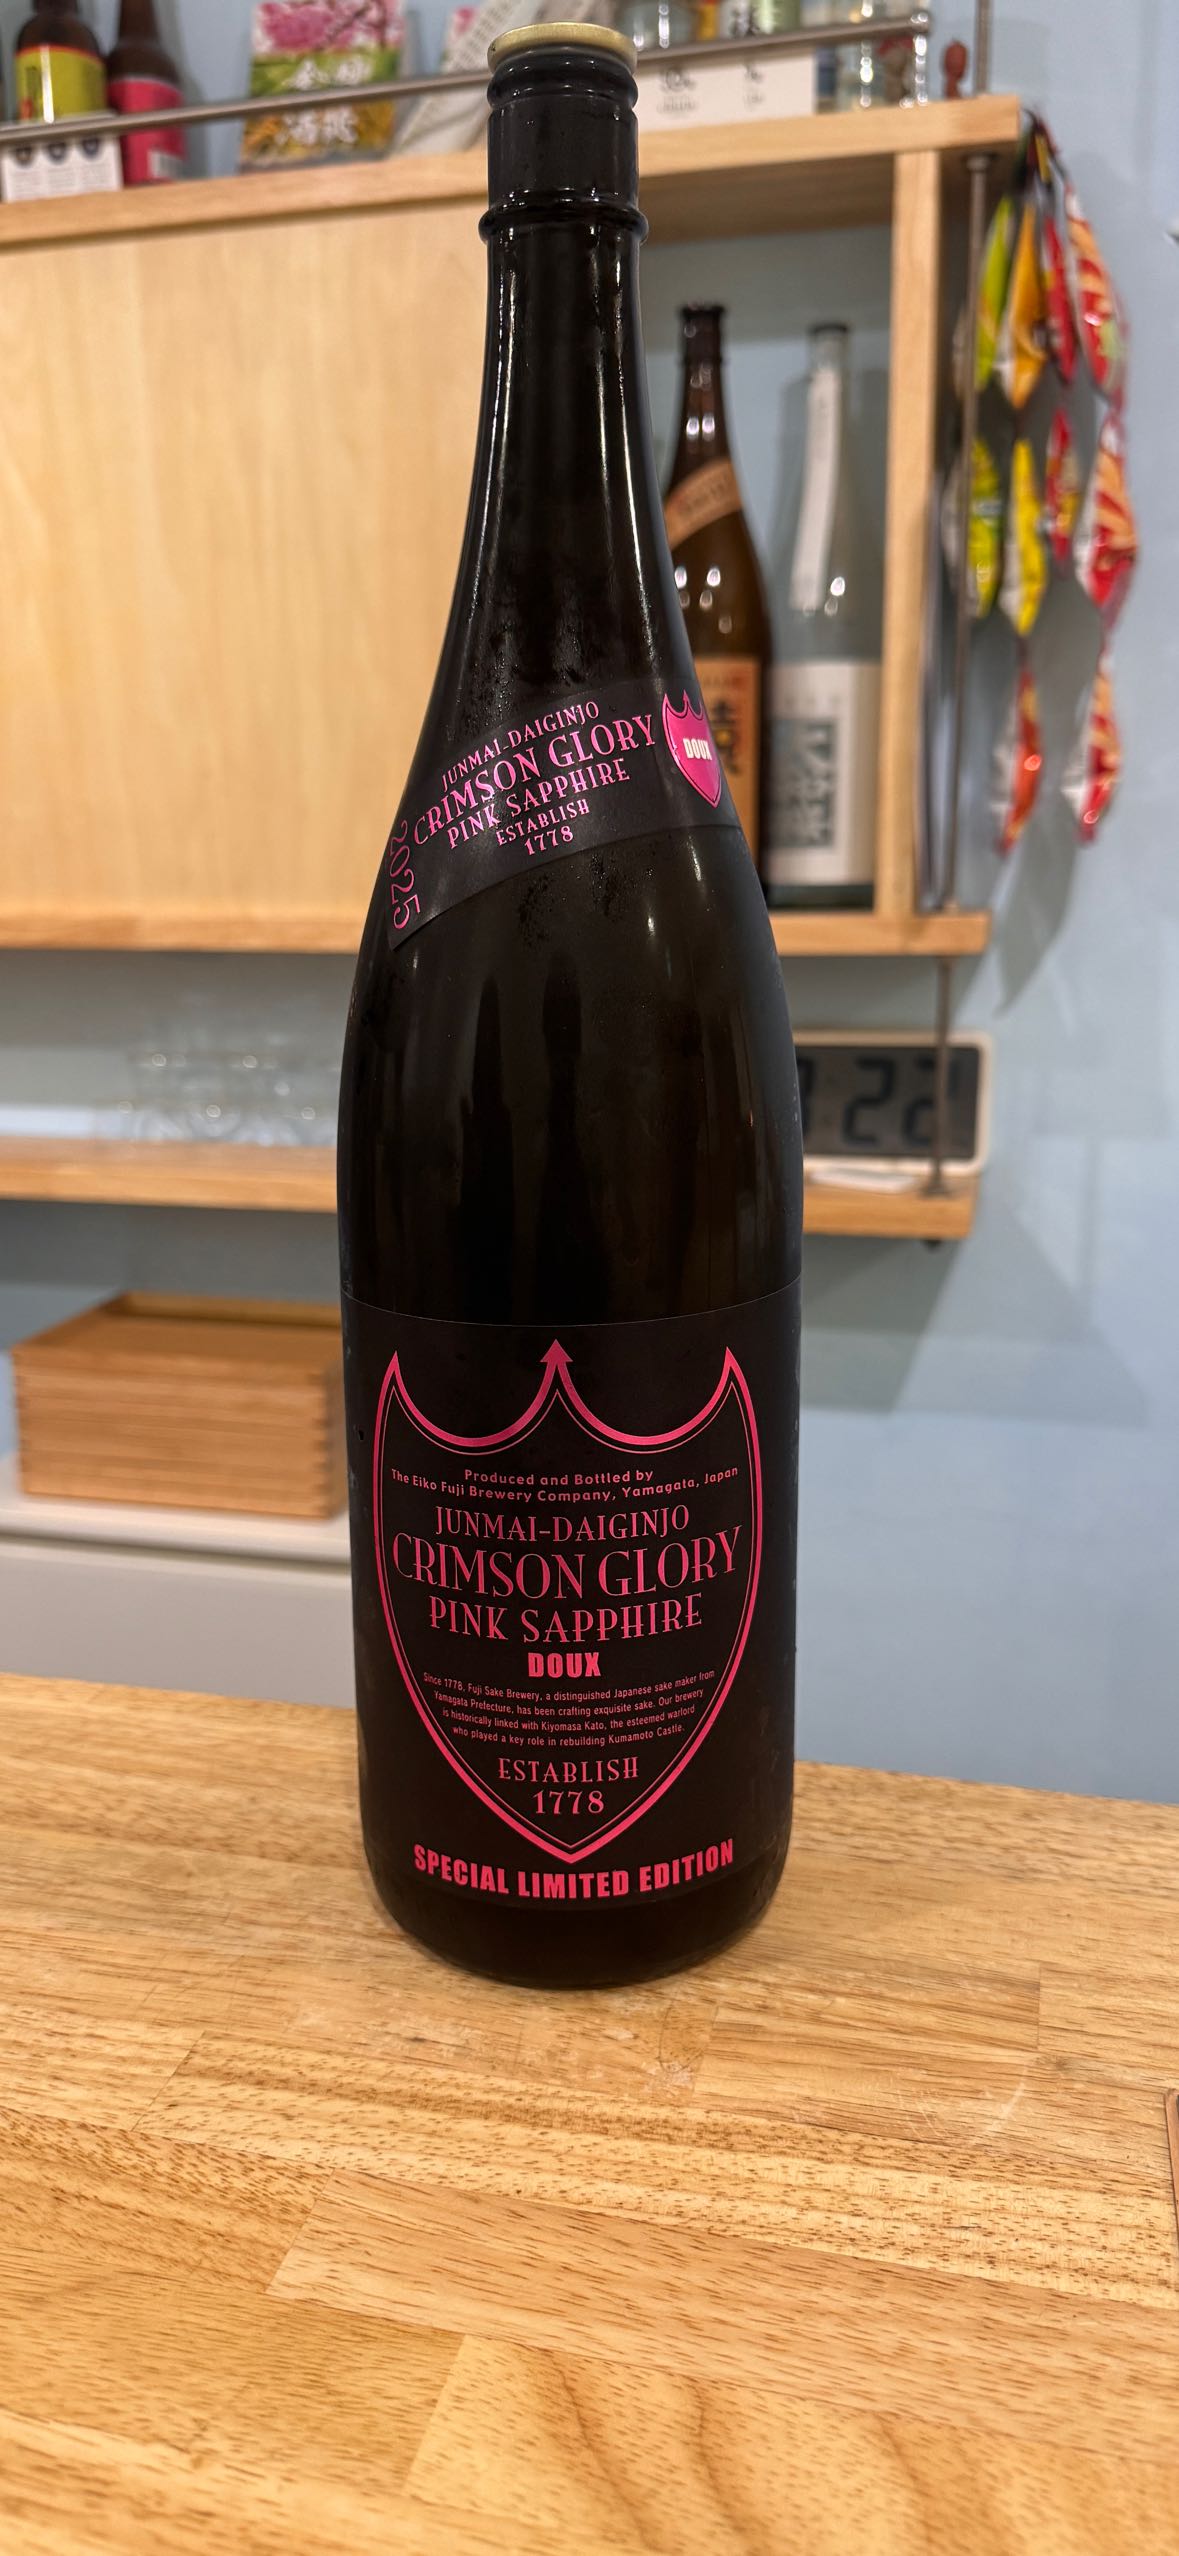 JUNMAI-DAIGINJO
CRIMSON GLORY
PINK SAPPHIRE
ESTABLISH
1778
2025
DOUX
:22
Produced and Bottled by
The Eiko Fuji Brewery Company, Yamagata, Japan
JUNMAI-DAIGINJO
CRIMSON GLORY
PINK SAPPHIRE
DOUX
Since 1778, Fuji Sake Brewery, a distinguished Japanese sake maker from
Yamagata Prefecture, has been crafting exquisite sake. Our brewery
is historically linked with Kiyomasa Kato, the esteemed warlord
who played a key role in rebuilding Kumamoto Castle.
ESTABLISH
1778
SPECIAL LIMITED EDITION